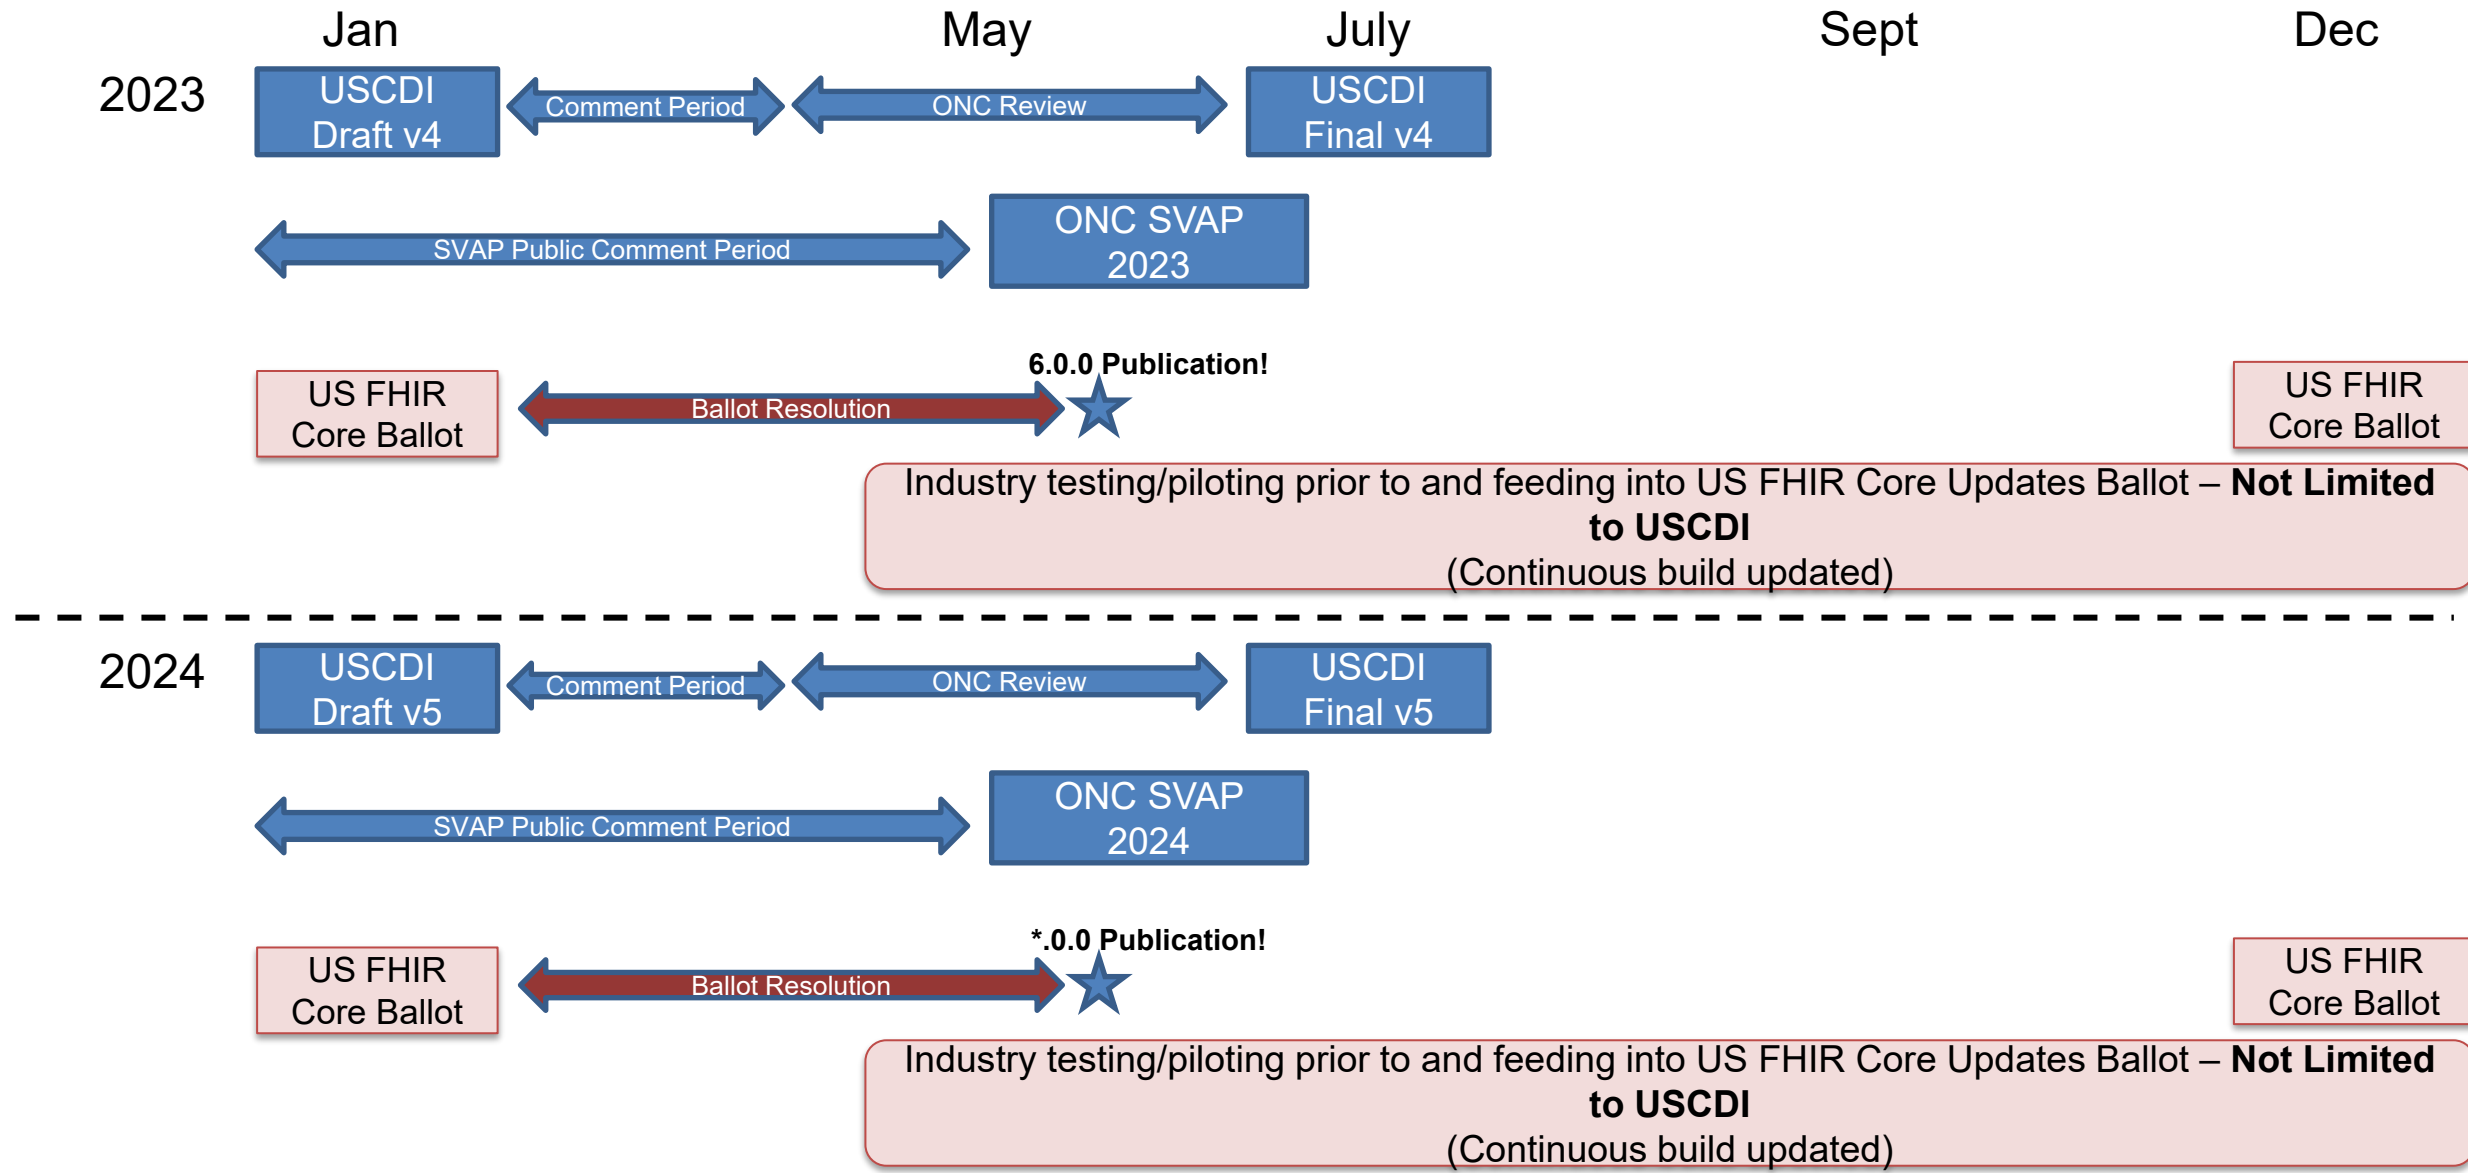 Jan May July Sept Dec
2023
USCDI
Draft v4
Comment Period
ONC Review
USCDI
Final v4
SVAP Public Comment Period
ONC SVAP
2023
6.0.0 Publication!
US FHIR
Core Ballot
Ballot Resolution
US FHIR
Core Ballot
Industry testing/piloting prior to and feeding into US FHIR Core Updates Ballot – Not Limited
to USCDI
(Continuous build updated)
2024
USCDI
Draft v5
Comment Period
ONC Review
USCDI
Final v5
SVAP Public Comment Period
ONC SVAP
2024
*.0.0 Publication!
US FHIR
Core Ballot
Ballot Resolution
US FHIR
Core Ballot
Industry testing/piloting prior to and feeding into US FHIR Core Updates Ballot – Not Limited
to USCDI
(Continuous build updated)